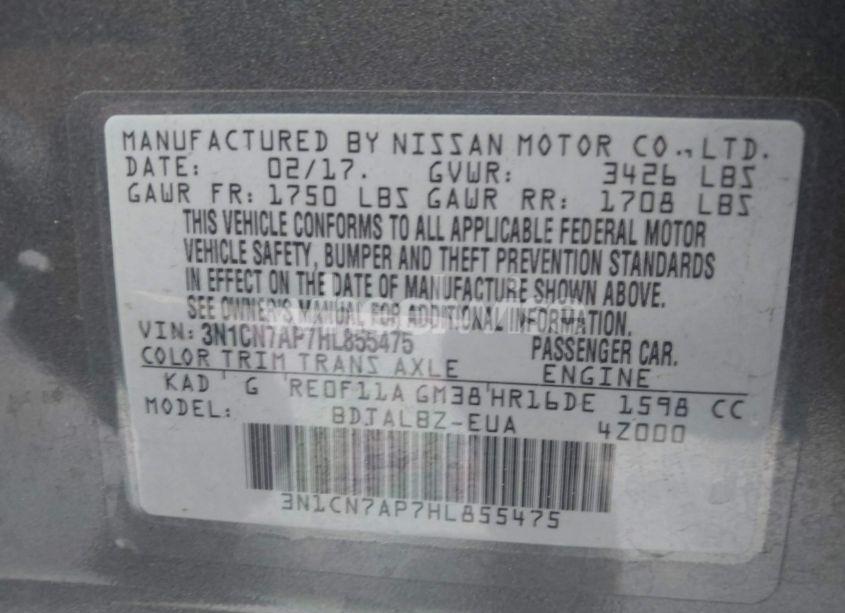 MANUFACTURED BY NISSAN MOTOR CO., LTD.
DATE: 02/17. GVWR: 3426 LBS
GAWR FR: 1750 LBS GAWR RR: 1708 LBS
THIS VEHICLE CONFORMS TO ALL APPLICABLE FEDERAL MOTOR
VEHICLE SAFETY, BUMPER AND THEFT PREVENTION STANDARDS
IN EFFECT ON THE DATE OF MANUFACTURE SHOWN ABOVE.
SEE OWNER'S MANUAL FOR ADDITIONAL INFORMATION.
VIN: 3N1CN7AP7HL855475 PASSENGER CAR.
COLOR TRIM TRANS AXLE ENGINE
KAD G RE0F11A GM38 HR16DE 1598 CC
MODEL: BDJALBZ-EUA 4Z000
3N1CN7AP7HL855475